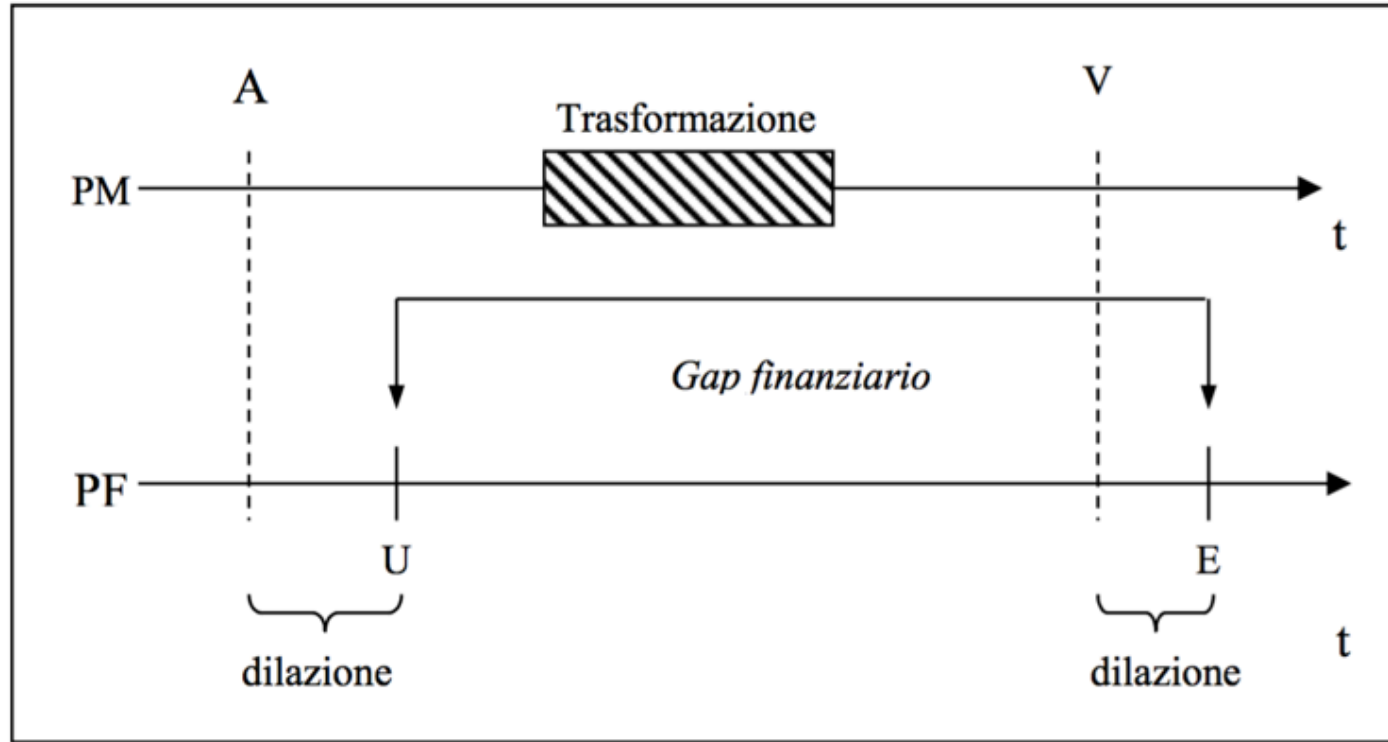 A V
Trasformazione
PM
t
Gap finanziario
PF
U E
t
dilazione dilazione